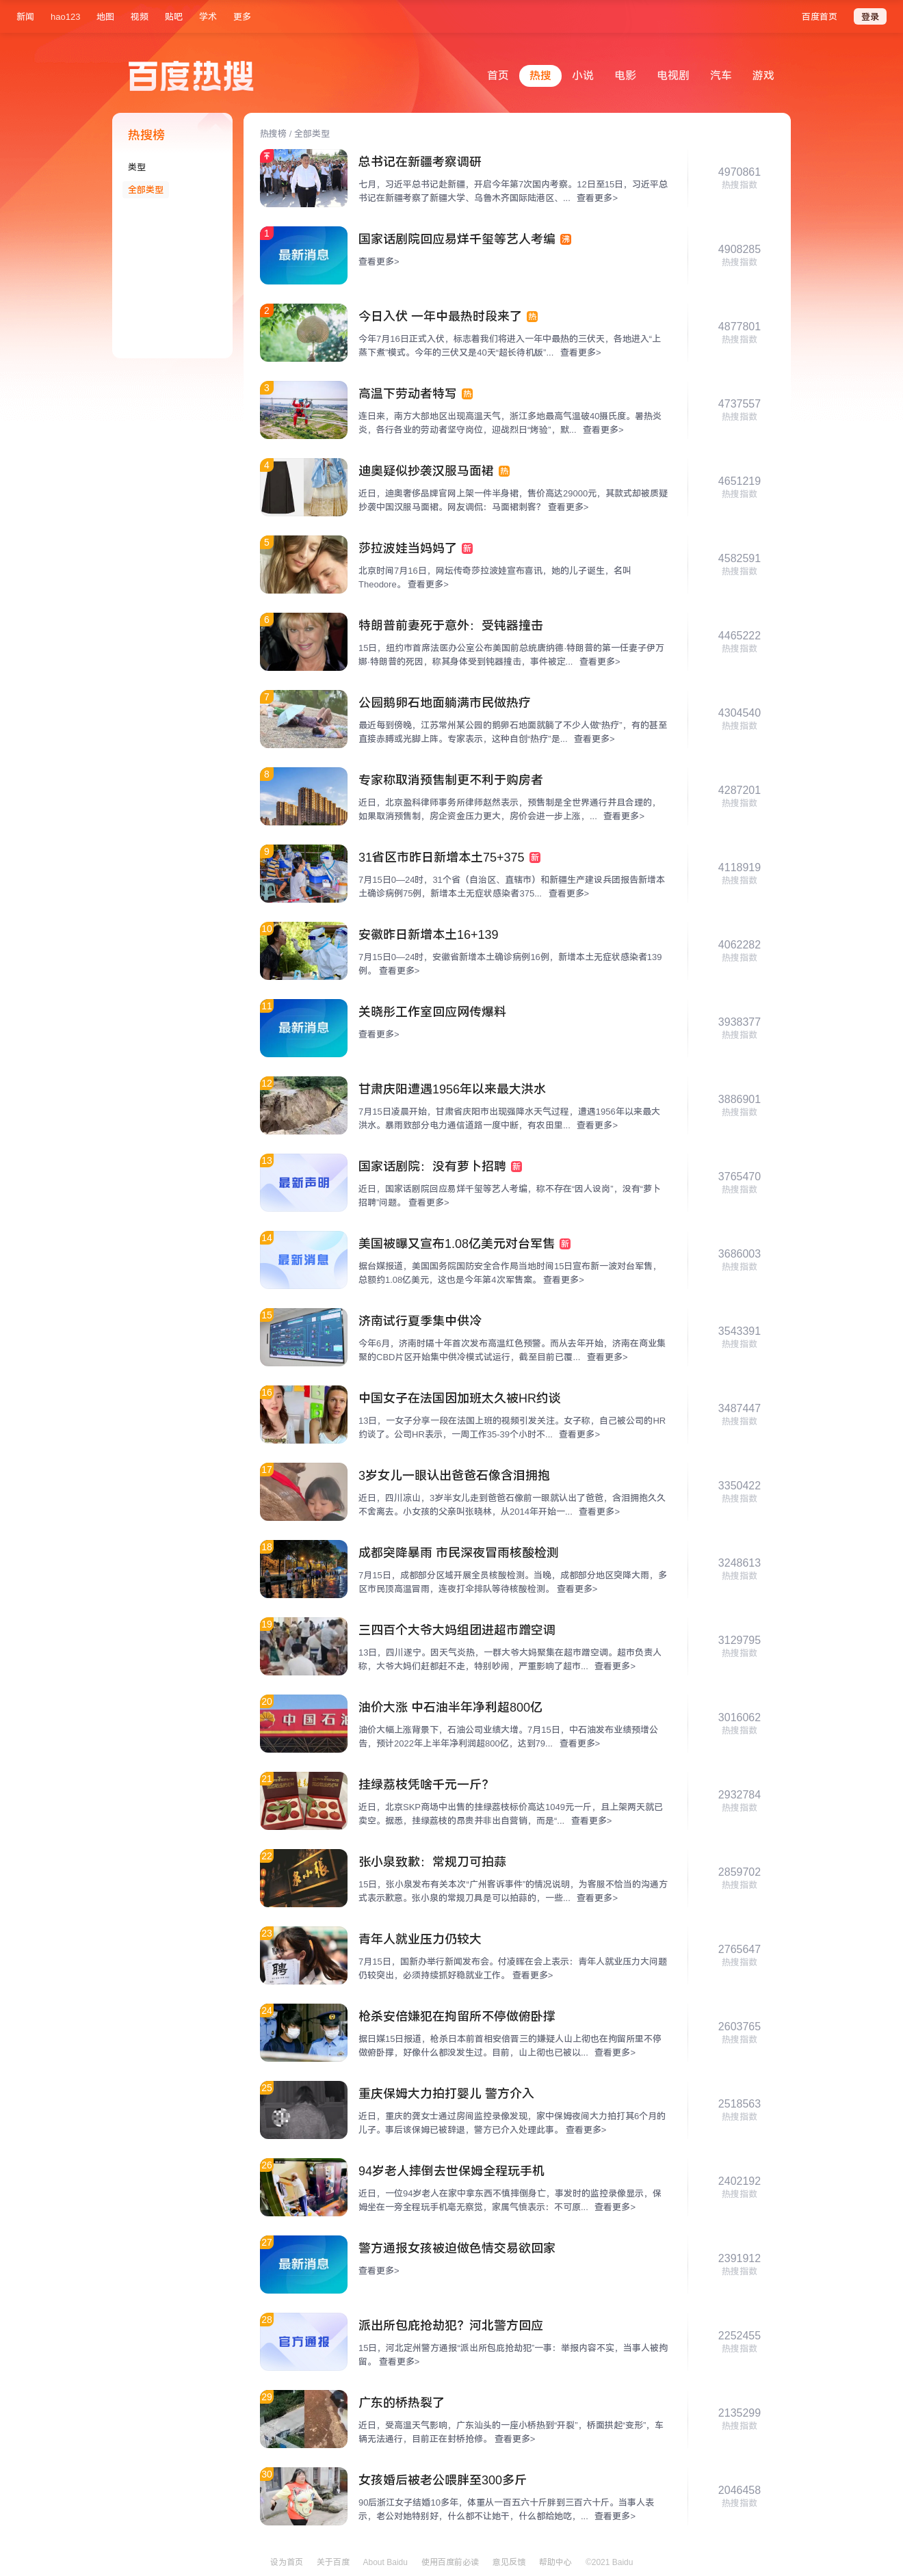 新闻 hao123 地图 视频 贴吧 学术 更多 百度首页 登录
百度热搜
首页 热搜 小说 电影 电视剧 汽车 游戏
热搜榜
类型
全部类型
热搜榜 / 全部类型
总书记在新疆考察调研
七月，习近平总书记赴新疆，开启今年第7次国内考察。12日至15日，习近平总
书记在新疆考察了新疆大学、乌鲁木齐国际陆港区、... 查看更多>
4970861
热搜指数
1
最新消息
国家话剧院回应易烊千玺等艺人考编 沸
查看更多>
4908285
热搜指数
2
今日入伏 一年中最热时段来了 热
今年7月16日正式入伏，标志着我们将进入一年中最热的三伏天，各地进入“上
蒸下煮”模式。今年的三伏又是40天“超长待机版”... 查看更多>
4877801
热搜指数
3
高温下劳动者特写 热
连日来，南方大部地区出现高温天气，浙江多地最高气温破40摄氏度。暑热炎
炎，各行各业的劳动者坚守岗位，迎战烈日“烤验”，默... 查看更多>
4737557
热搜指数
4
迪奥疑似抄袭汉服马面裙 热
近日，迪奥奢侈品牌官网上架一件半身裙，售价高达29000元，其款式却被质疑
抄袭中国汉服马面裙。网友调侃：马面裙刺客？ 查看更多>
4651219
热搜指数
5
莎拉波娃当妈妈了 新
北京时间7月16日，网坛传奇莎拉波娃宣布喜讯，她的儿子诞生，名叫
Theodore。 查看更多>
4582591
热搜指数
6
特朗普前妻死于意外：受钝器撞击
15日，纽约市首席法医办公室公布美国前总统唐纳德·特朗普的第一任妻子伊万
娜·特朗普的死因，称其身体受到钝器撞击，事件被定... 查看更多>
4465222
热搜指数
7
公园鹅卵石地面躺满市民做热疗
最近每到傍晚，江苏常州某公园的鹅卵石地面就躺了不少人做“热疗”，有的甚至
直接赤膊或光脚上阵。专家表示，这种自创“热疗”是... 查看更多>
4304540
热搜指数
8
专家称取消预售制更不利于购房者
近日，北京盈科律师事务所律师赵然表示，预售制是全世界通行并且合理的，
如果取消预售制，房企资金压力更大，房价会进一步上涨，... 查看更多>
4287201
热搜指数
9
31省区市昨日新增本土75+375 新
7月15日0—24时，31个省（自治区、直辖市）和新疆生产建设兵团报告新增本
土确诊病例75例，新增本土无症状感染者375... 查看更多>
4118919
热搜指数
10
安徽昨日新增本土16+139
7月15日0—24时，安徽省新增本土确诊病例16例，新增本土无症状感染者139
例。 查看更多>
4062282
热搜指数
11
最新消息
关晓彤工作室回应网传爆料
查看更多>
3938377
热搜指数
12
甘肃庆阳遭遇1956年以来最大洪水
7月15日凌晨开始，甘肃省庆阳市出现强降水天气过程，遭遇1956年以来最大
洪水。暴雨致部分电力通信道路一度中断，有农田里... 查看更多>
3886901
热搜指数
13
最新声明
国家话剧院：没有萝卜招聘 新
近日，国家话剧院回应易烊千玺等艺人考编，称不存在“因人设岗”，没有“萝卜
招聘”问题。 查看更多>
3765470
热搜指数
14
最新消息
美国被曝又宣布1.08亿美元对台军售 新
据台媒报道，美国国务院国防安全合作局当地时间15日宣布新一波对台军售，
总额约1.08亿美元，这也是今年第4次军售案。 查看更多>
3686003
热搜指数
15
济南试行夏季集中供冷
今年6月，济南时隔十年首次发布高温红色预警。而从去年开始，济南在商业集
聚的CBD片区开始集中供冷模式试运行，截至目前已覆... 查看更多>
3543391
热搜指数
16
中国女子在法国因加班太久被HR约谈
13日，一女子分享一段在法国上班的视频引发关注。女子称，自己被公司的HR
约谈了。公司HR表示，一周工作35-39个小时不... 查看更多>
3487447
热搜指数
17
3岁女儿一眼认出爸爸石像含泪拥抱
近日，四川凉山，3岁半女儿走到爸爸石像前一眼就认出了爸爸，含泪拥抱久久
不舍离去。小女孩的父亲叫张晓林，从2014年开始一... 查看更多>
3350422
热搜指数
18
成都突降暴雨 市民深夜冒雨核酸检测
7月15日，成都部分区域开展全员核酸检测。当晚，成都部分地区突降大雨，多
区市民顶高温冒雨，连夜打伞排队等待核酸检测。 查看更多>
3248613
热搜指数
19
三四百个大爷大妈组团进超市蹭空调
13日，四川遂宁。因天气炎热，一群大爷大妈聚集在超市蹭空调。超市负责人
称，大爷大妈们赶都赶不走，特别吵闹，严重影响了超市... 查看更多>
3129795
热搜指数
20
中国石油
油价大涨 中石油半年净利超800亿
油价大幅上涨背景下，石油公司业绩大增。7月15日，中石油发布业绩预增公
告，预计2022年上半年净利润超800亿，达到79... 查看更多>
3016062
热搜指数
21
挂绿荔枝凭啥千元一斤？
近日，北京SKP商场中出售的挂绿荔枝标价高达1049元一斤，且上架两天就已
卖空。据悉，挂绿荔枝的昂贵并非出自营销，而是“... 查看更多>
2932784
热搜指数
22
张小泉致歉：常规刀可拍蒜
15日，张小泉发布有关本次“广州客诉事件”的情况说明，为客服不恰当的沟通方
式表示歉意。张小泉的常规刀具是可以拍蒜的，一些... 查看更多>
2859702
热搜指数
23
聘
青年人就业压力仍较大
7月15日，国新办举行新闻发布会。付凌晖在会上表示：青年人就业压力大问题
仍较突出，必须持续抓好稳就业工作。 查看更多>
2765647
热搜指数
24
枪杀安倍嫌犯在拘留所不停做俯卧撑
据日媒15日报道，枪杀日本前首相安倍晋三的嫌疑人山上彻也在拘留所里不停
做俯卧撑，好像什么都没发生过。目前，山上彻也已被以... 查看更多>
2603765
热搜指数
25
重庆保姆大力拍打婴儿 警方介入
近日，重庆的龚女士通过房间监控录像发现，家中保姆夜间大力拍打其6个月的
儿子。事后该保姆已被辞退，警方已介入处理此事。 查看更多>
2518563
热搜指数
26
94岁老人摔倒去世保姆全程玩手机
近日，一位94岁老人在家中拿东西不慎摔倒身亡，事发时的监控录像显示，保
姆坐在一旁全程玩手机毫无察觉，家属气愤表示：不可原... 查看更多>
2402192
热搜指数
27
最新消息
警方通报女孩被迫做色情交易欲回家
查看更多>
2391912
热搜指数
28
官方通报
派出所包庇抢劫犯？河北警方回应
15日，河北定州警方通报“派出所包庇抢劫犯”一事：举报内容不实，当事人被拘
留。 查看更多>
2252455
热搜指数
29
广东的桥热裂了
近日，受高温天气影响，广东汕头的一座小桥热到“开裂”，桥面拱起“变形”，车
辆无法通行，目前正在封桥抢修。 查看更多>
2135299
热搜指数
30
女孩婚后被老公喂胖至300多斤
90后浙江女子结婚10多年，体重从一百五六十斤胖到三百六十斤。当事人表
示，老公对她特别好，什么都不让她干，什么都给她吃，... 查看更多>
2046458
热搜指数
设为首页 关于百度 About Baidu 使用百度前必读 意见反馈 帮助中心 ©2021 Baidu